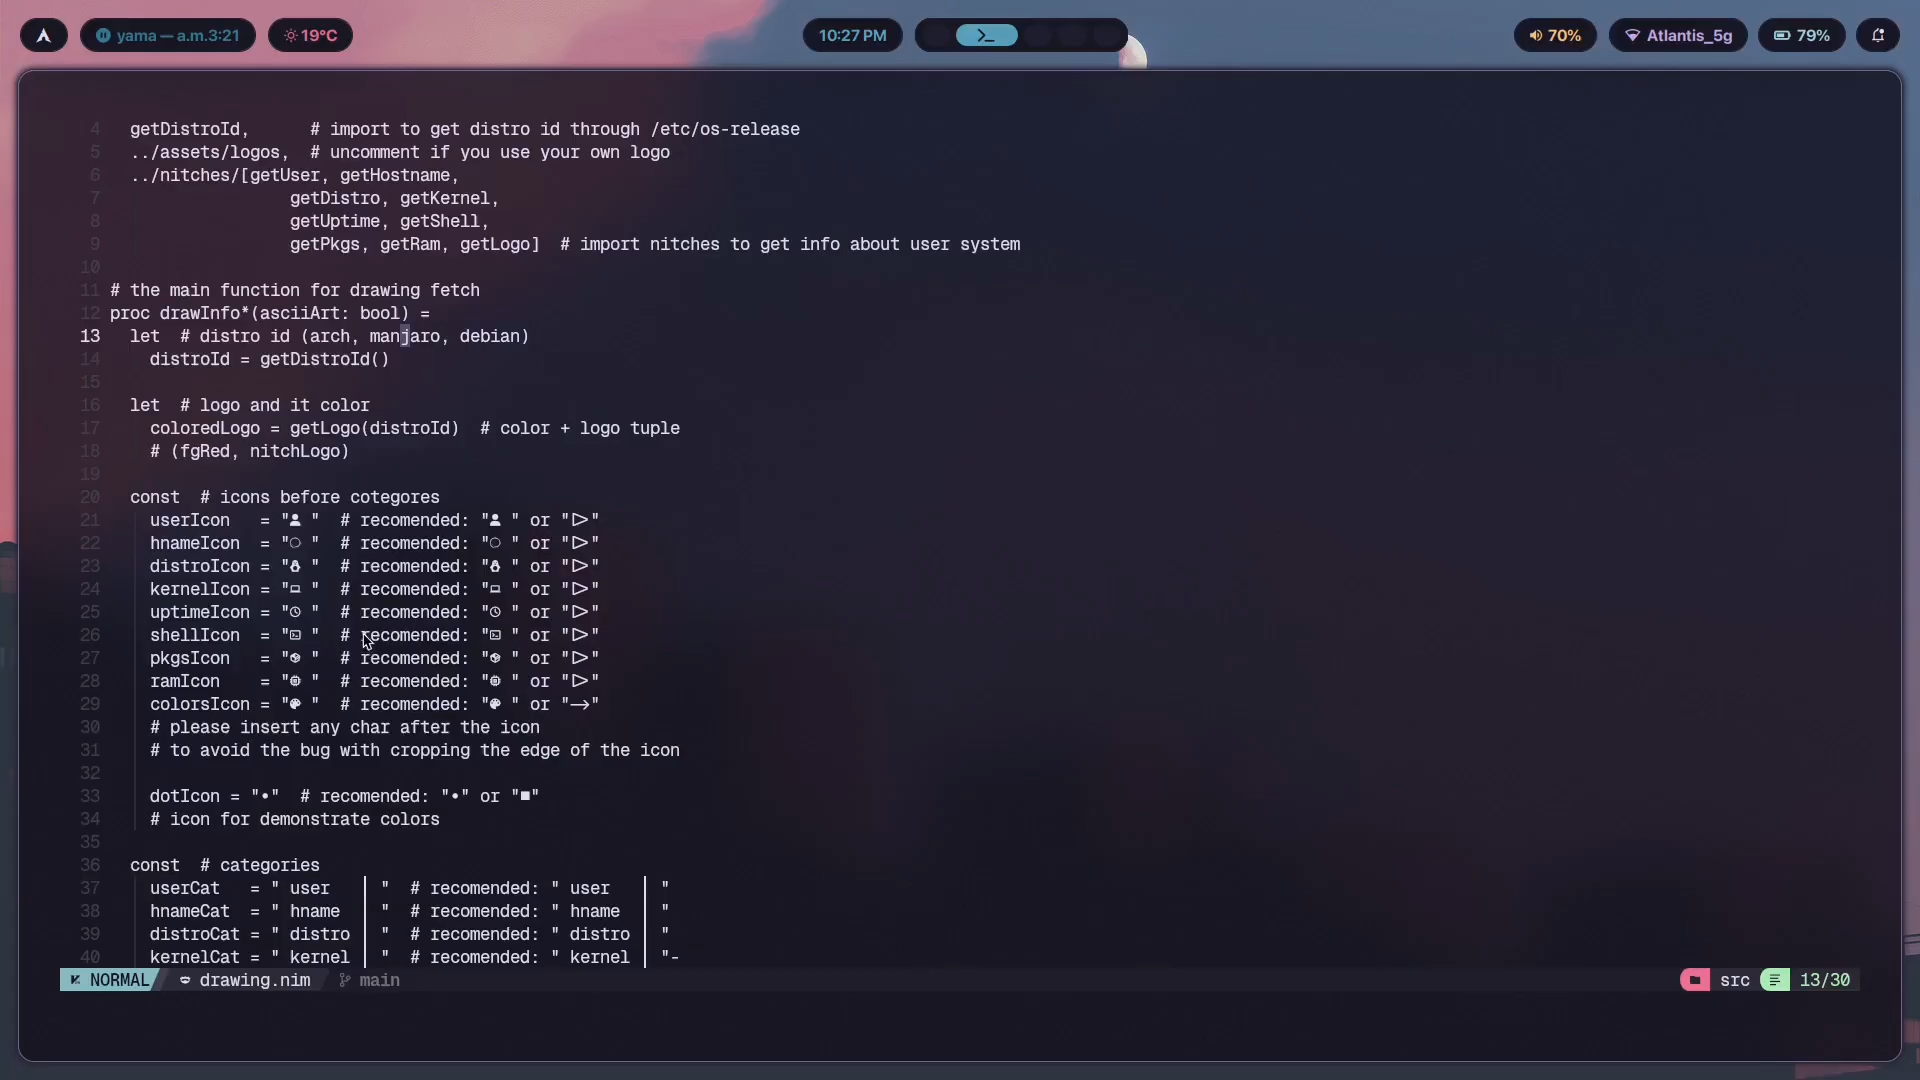 yama — a.m.3:21
19°C
10:27 PM
70%
Atlantis_5g
79%
4 getDistroId, # import to get distro id through /etc/os-release
5 ../assets/logos, # uncomment if you use your own logo
6 ../nitches/[getUser, getHostname,
7 getDistro, getKernel,
8 getUptime, getShell,
9 getPkgs, getRam, getLogo] # import nitches to get info about user system
10
11 # the main function for drawing fetch
12 proc drawInfo*(asciiArt: bool) =
13 let # distro id (arch, manjaro, debian)
14 distroId = getDistroId()
15
16 let # logo and it color
17 coloredLogo = getLogo(distroId) # color + logo tuple
18 # (fgRed, nitchLogo)
19
20 const # icons before cotegores
21 userIcon = " " # recomended: " " or "|>"
22 hnameIcon = " " # recomended: " " or "|>"
23 distroIcon = " " # recomended: " " or "|>"
24 kernelIcon = " " # recomended: " " or "|>"
25 uptimeIcon = " " # recomended: " " or "|>"
26 shellIcon = " " # recomended: " " or "|>"
27 pkgsIcon = " " # recomended: " " or "|>"
28 ramIcon = " " # recomended: " " or "|>"
29 colorsIcon = " " # recomended: " " or "->"
30 # please insert any char after the icon
31 # to avoid the bug with cropping the edge of the icon
32
33 dotIcon = "•" # recomended: "•" or "■"
34 # icon for demonstrate colors
35
36 const # categories
37 userCat = " user │ " # recomended: " user │ "
38 hnameCat = " hname │ " # recomended: " hname │ "
39 distroCat = " distro │ " # recomended: " distro │ "
40 kernelCat = " kernel │ " # recomended: " kernel │ "-
NORMAL drawing.nim main src 13/30